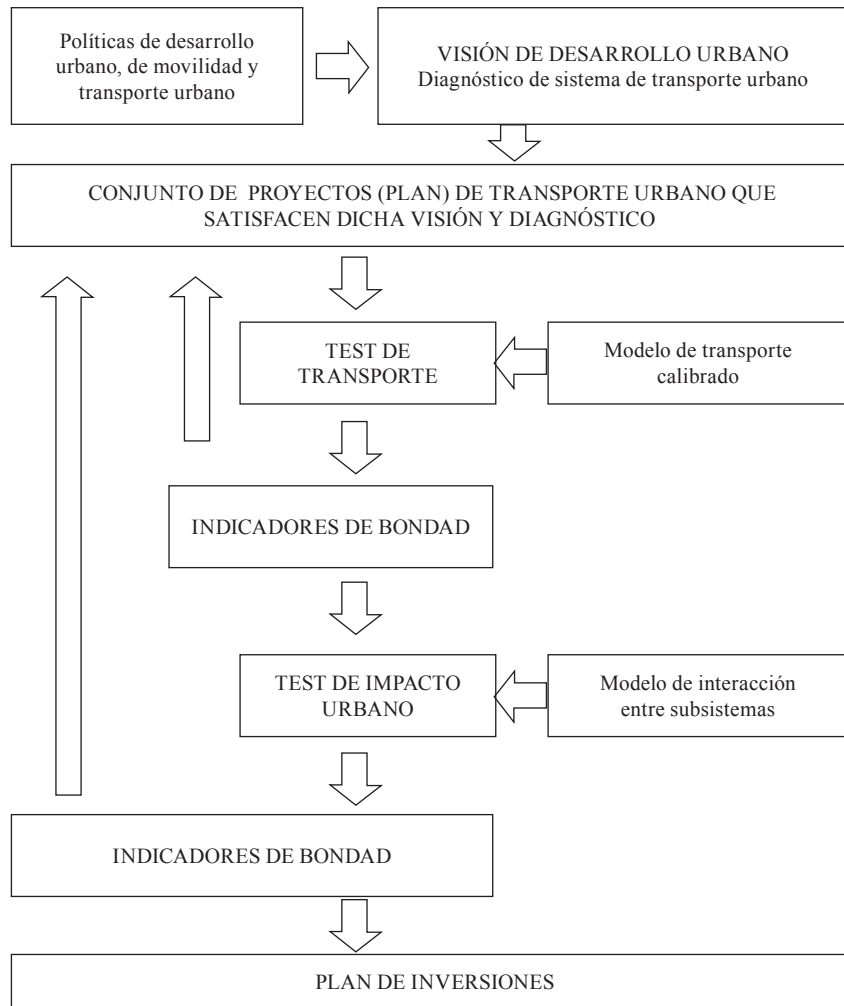 Políticas de desarrollo
urbano, de movilidad y
transporte urbano
VISIÓN DE DESARROLLO URBANO
Diagnóstico de sistema de transporte urbano
CONJUNTO DE PROYECTOS (PLAN) DE TRANSPORTE URBANO QUE
SATISFACEN DICHA VISIÓN Y DIAGNÓSTICO
TEST DE
TRANSPORTE
Modelo de transporte
calibrado
INDICADORES DE BONDAD
TEST DE IMPACTO
URBANO
Modelo de interacción
entre subsistemas
INDICADORES DE BONDAD
PLAN DE INVERSIONES